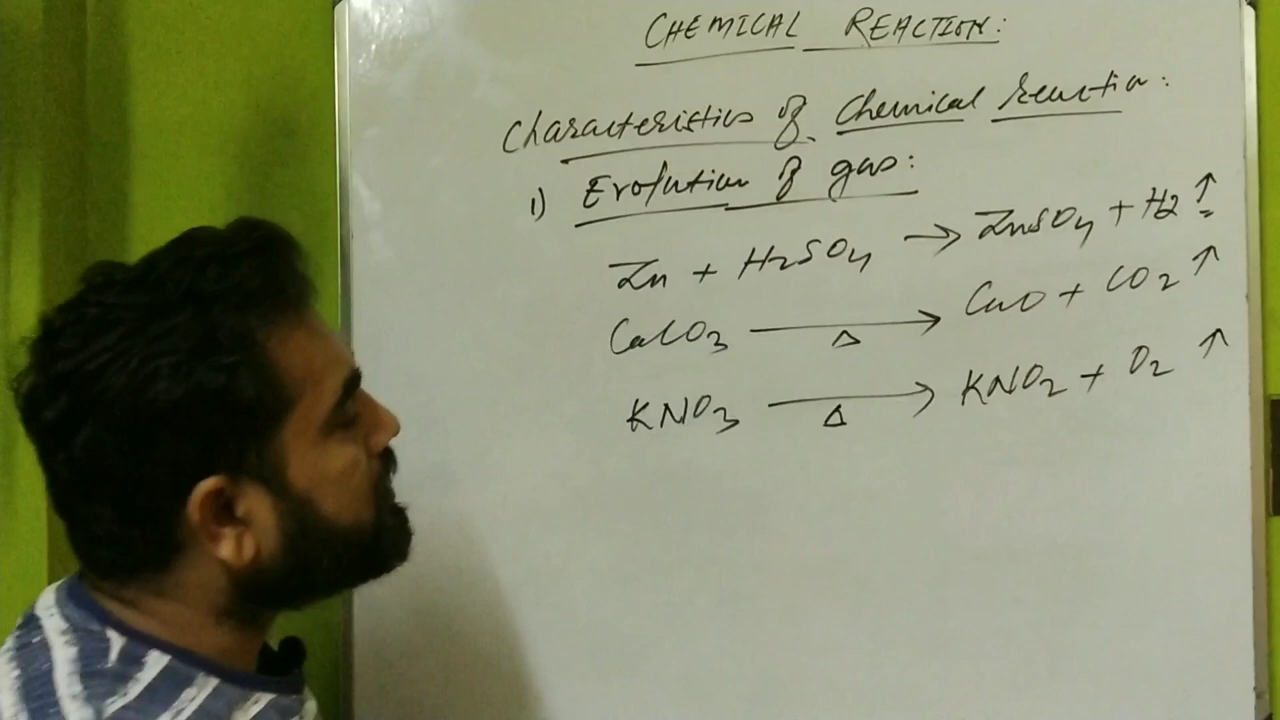 CHEMICAL REACTION:
Characteristics of Chemical Reaction:
1) Evolution of gas:
Zn + H2SO4 → ZnSO4 + H2 ↑
CaCO3 →Δ CaO + CO2 ↑
KNO3 →Δ KNO2 + O2 ↑